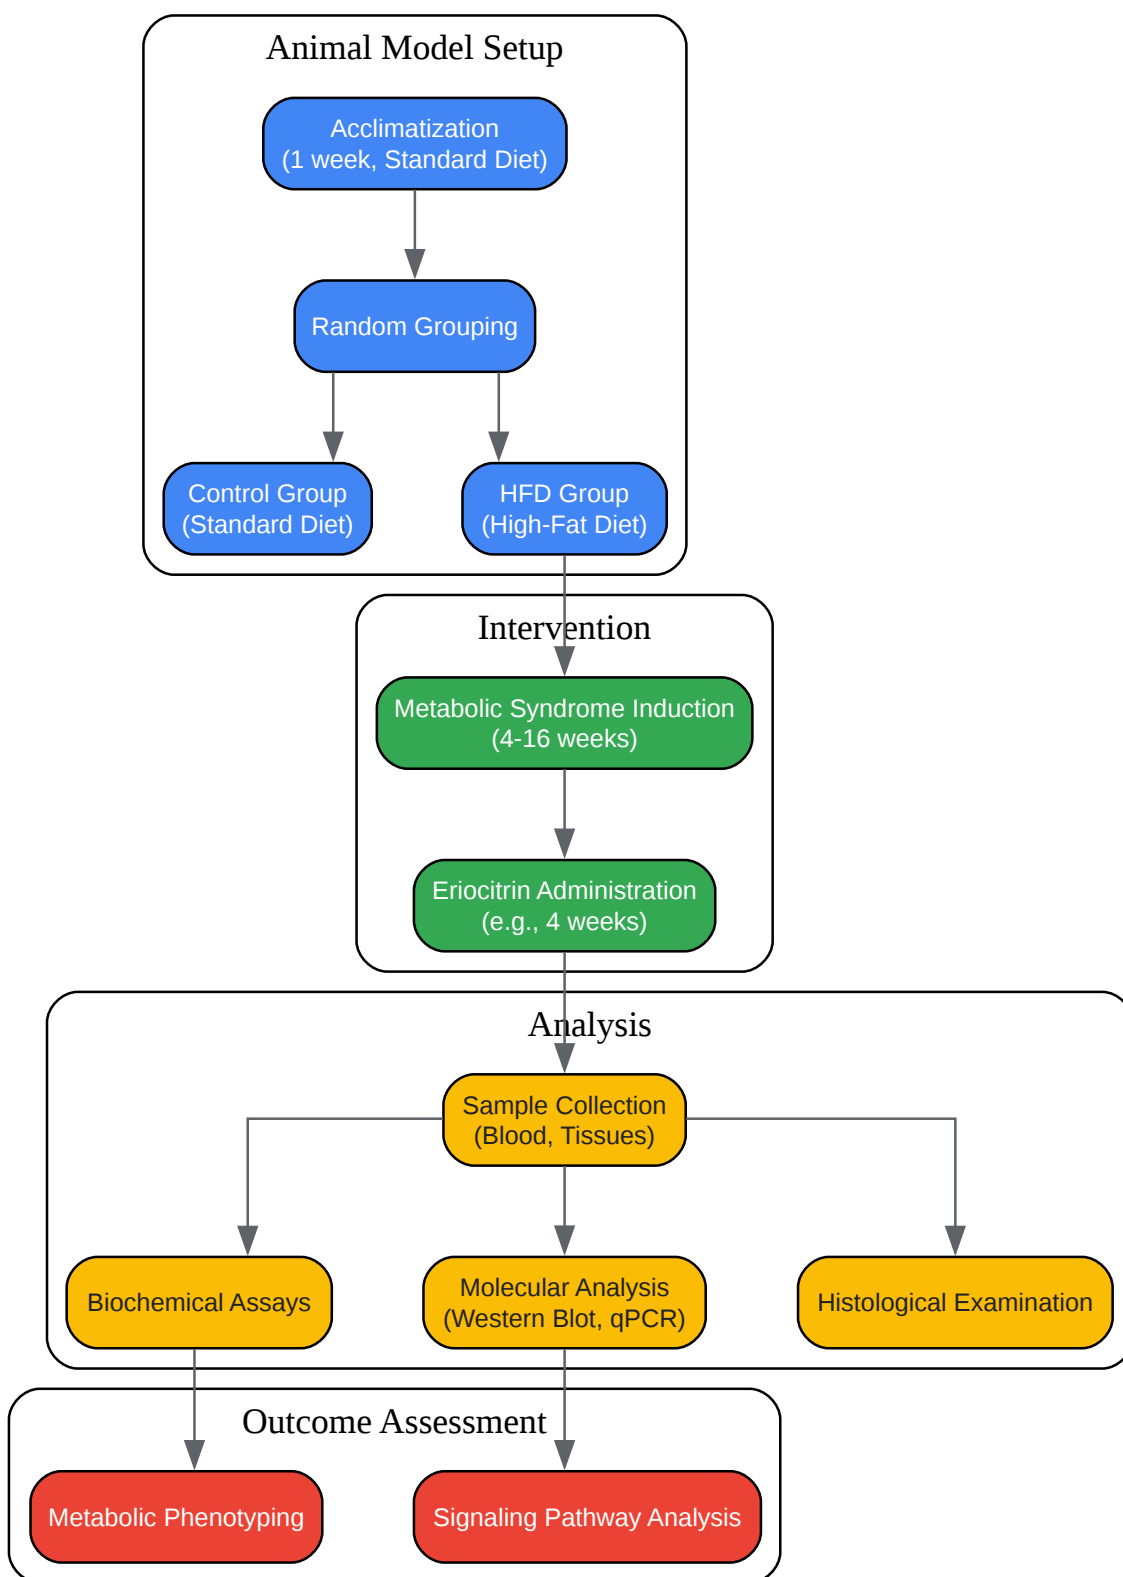 Animal Model Setup
Acclimatization
(1 week, Standard Diet)
Random Grouping
Control Group
(Standard Diet)
HFD Group
(High-Fat Diet)
Intervention
Metabolic Syndrome Induction
(4-16 weeks)
Eriocitrin Administration
(e.g., 4 weeks)
Analysis
Sample Collection
(Blood, Tissues)
Biochemical Assays
Molecular Analysis
(Western Blot, qPCR)
Histological Examination
Outcome Assessment
Metabolic Phenotyping
Signaling Pathway Analysis